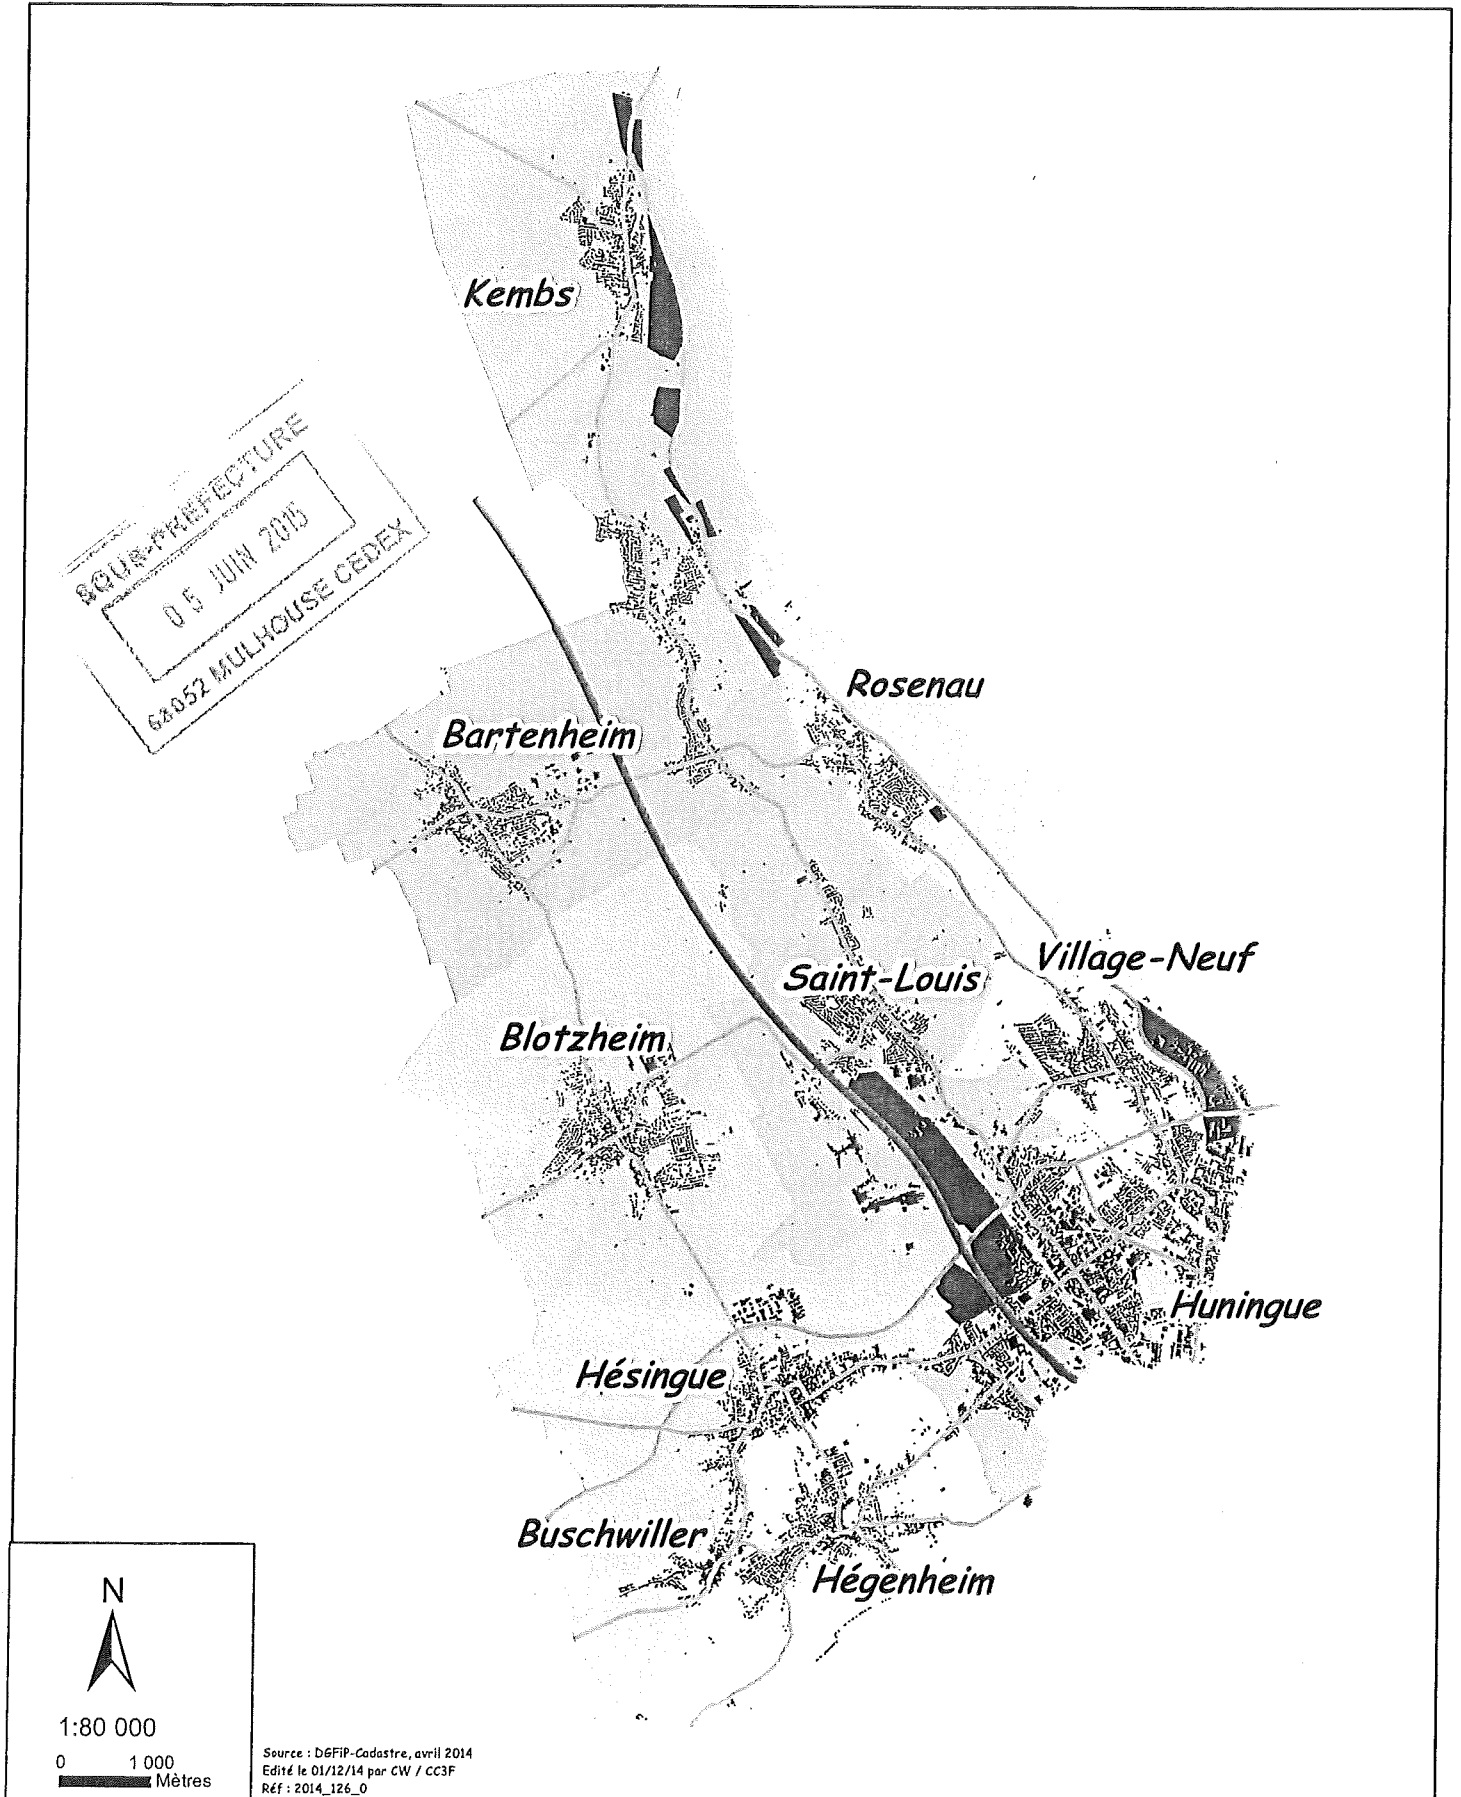 Kembs
SOUS-PREFECTURE
05 JUIN 2015
68052 MULHOUSE CEDEX
Rosenau
Bartenheim
Village-Neuf
Saint-Louis
Blotzheim
Huningue
Hésingue
Buschwiller
Hégenheim
N
1:80 000
0 1 000
Mètres
Source : DGFiP-Cadastre, avril 2014
Edité le 01/12/14 par CW / CC3F
Réf : 2014_126_0